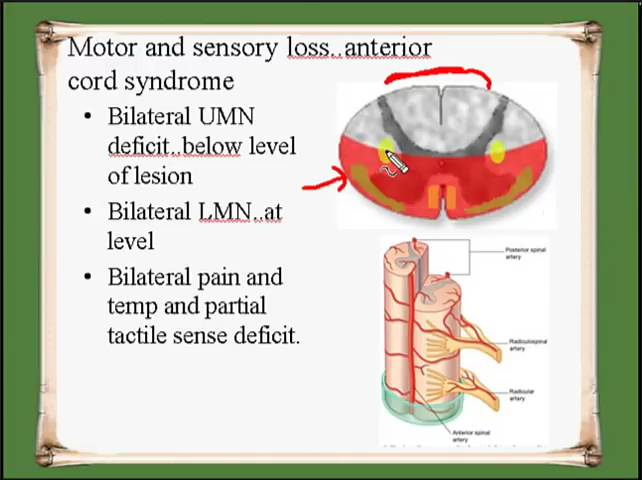 Motor and sensory loss..anterior
cord syndrome
• Bilateral UMN
deficit..below level
of lesion
• Bilateral LMN..at
level
• Bilateral pain and
temp and partial
tactile sense deficit.
Posterior spinal
artery
Radiculospinal
artery
Radicular
artery
Anterior spinal
artery